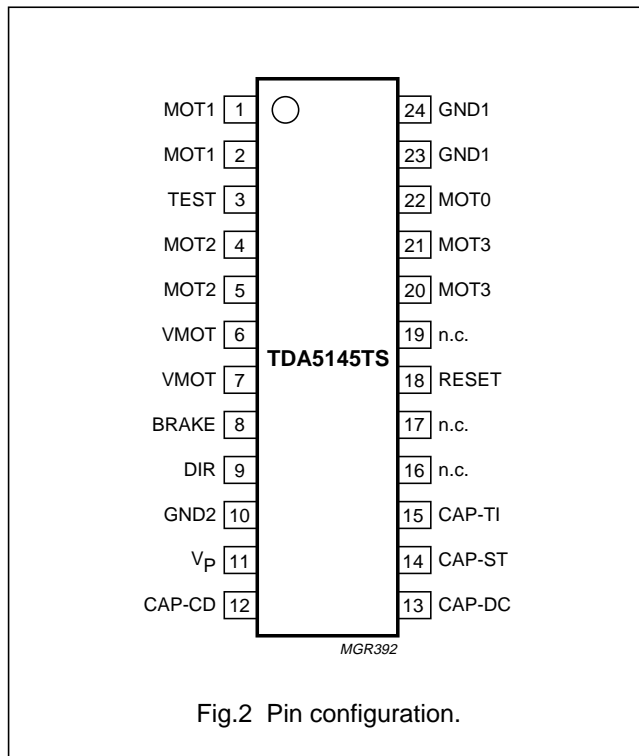 MOT1 1 24 GND1
MOT1 2 23 GND1
TEST 3 22 MOT0
MOT2 4 21 MOT3
MOT2 5 20 MOT3
VMOT 6 19 n.c.
VMOT 7 18 RESET
TDA5145TS
BRAKE 8 17 n.c.
DIR 9 16 n.c.
GND2 10 15 CAP-TI
VP 11 14 CAP-ST
CAP-CD 12 13 CAP-DC
MGR392
Fig.2 Pin configuration.